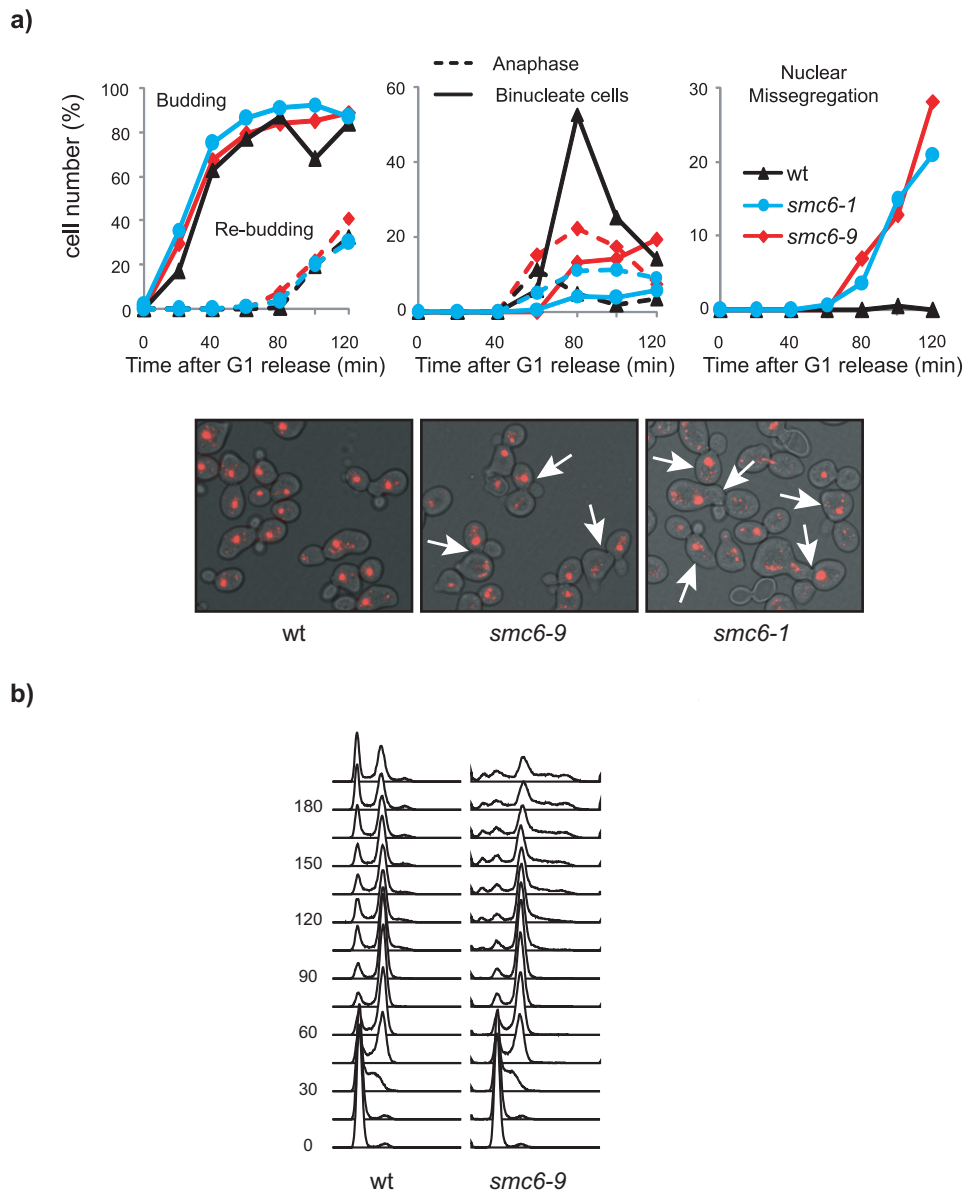 a)
Budding
Re-budding
cell number (%)
100
80
60
40
20
0
0 40 80 120
Time after G1 release (min)
Anaphase
Binucleate cells
60
40
20
0
0 40 80 120
Time after G1 release (min)
Nuclear
Missegregation
wt
smc6-1
smc6-9
30
20
10
0
0 40 80 120
Time after G1 release (min)
wt
smc6-9
smc6-1
b)
180
150
120
90
60
30
0
wt
smc6-9